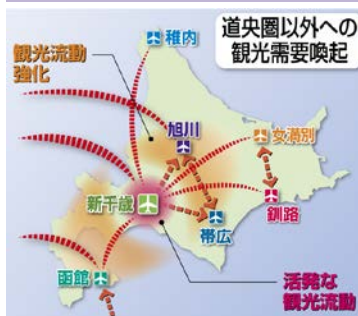 道央圏以外への
観光需要喚起
稚内
観光流動
強化
旭川
女満別
新千歳
釧路
帯広
函館
活発な
観光流動